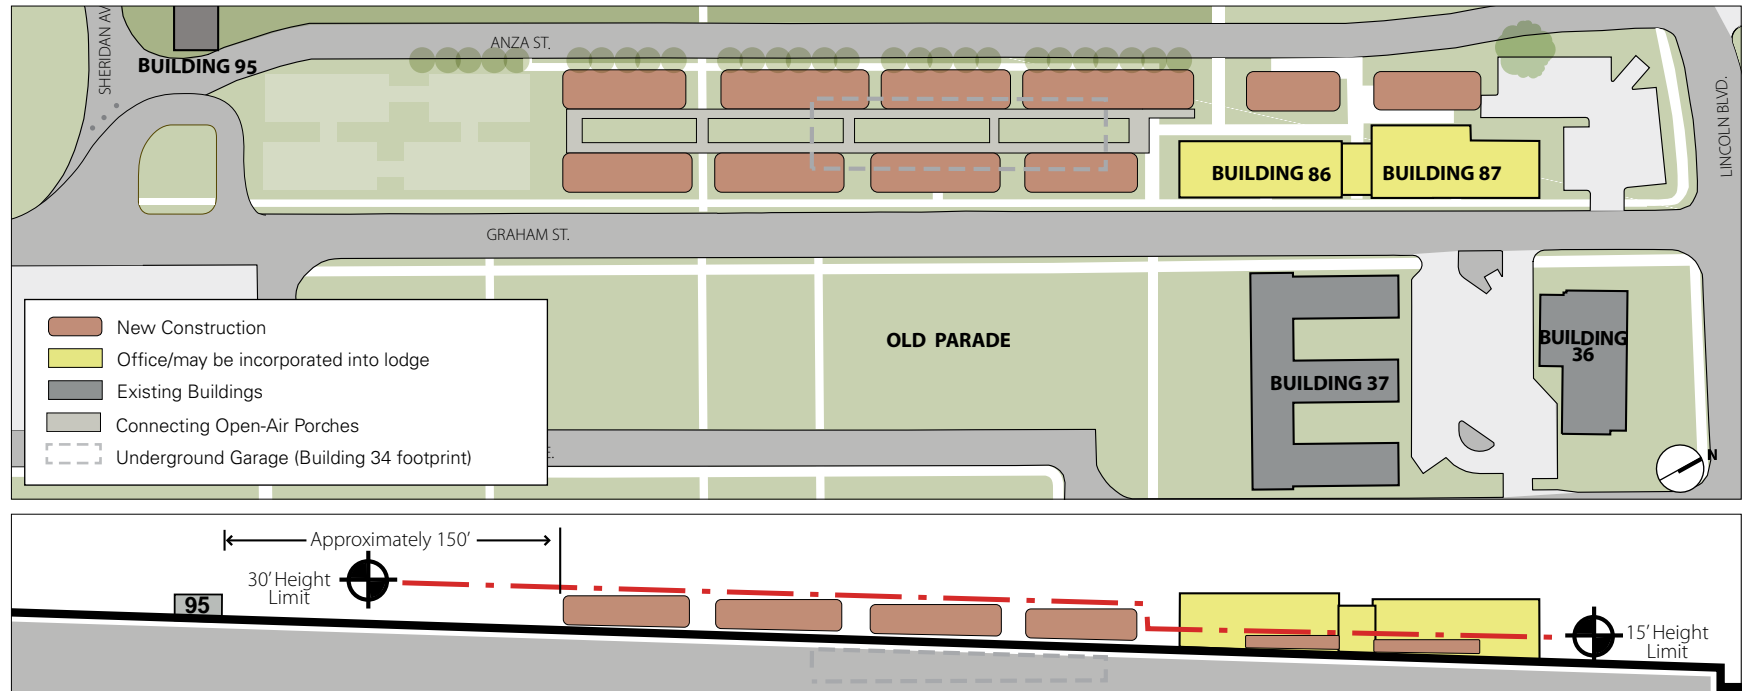 SHERIDAN AV
ANZA ST.
BUILDING 95
LINCOLN BLVD.
BUILDING 86
BUILDING 87
GRAHAM ST.
OLD PARADE
BUILDING 37
BUILDING
36
New Construction
Office/may be incorporated into lodge
Existing Buildings
Connecting Open-Air Porches
Underground Garage (Building 34 footprint)
E.
N
Approximately 150'
30' Height
Limit
95
15' Height
Limit